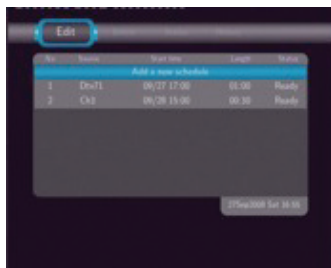 Edit
No Name Start time Length Status
Add a new schedule
1 Dtv71 09/27 17:00 01:00 Ready
2 Ch1 09/28 15:00 00:30 Ready
27Sep2008 Sat 16:55